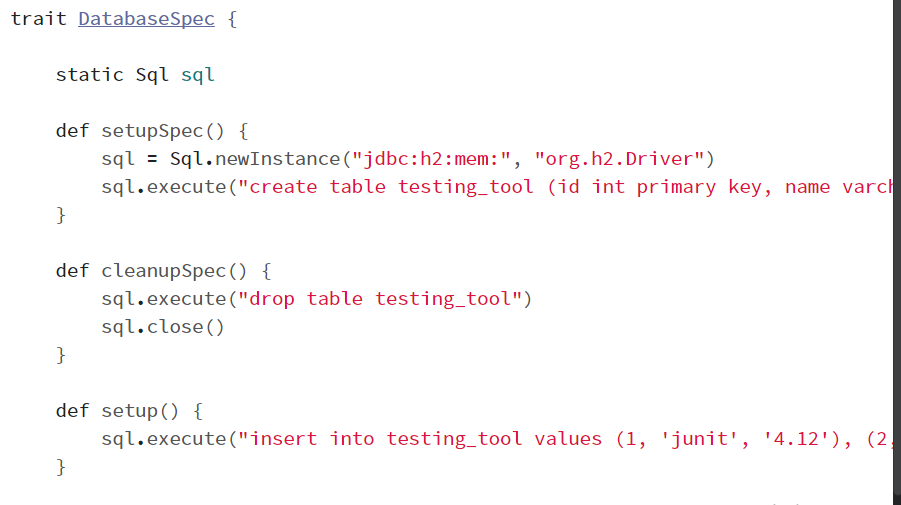 trait DatabaseSpec {
static Sql sql
def setupSpec() {
sql = Sql.newInstance("jdbc:h2:mem:", "org.h2.Driver")
sql.execute("create table testing_tool (id int primary key, name varch
}
def cleanupSpec() {
sql.execute("drop table testing_tool")
sql.close()
}
def setup() {
sql.execute("insert into testing_tool values (1, 'junit', '4.12'), (2,
}